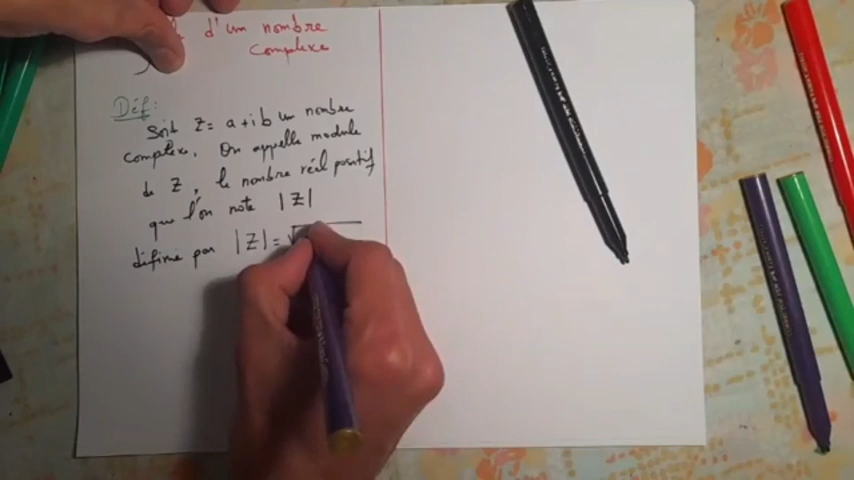 d'un nombre
complexe
Déf:
Soit Z = a+ib un nombre
complexe. On appelle module
de Z, le nombre réel positif
que l'on note |Z|
définie par |Z| = √